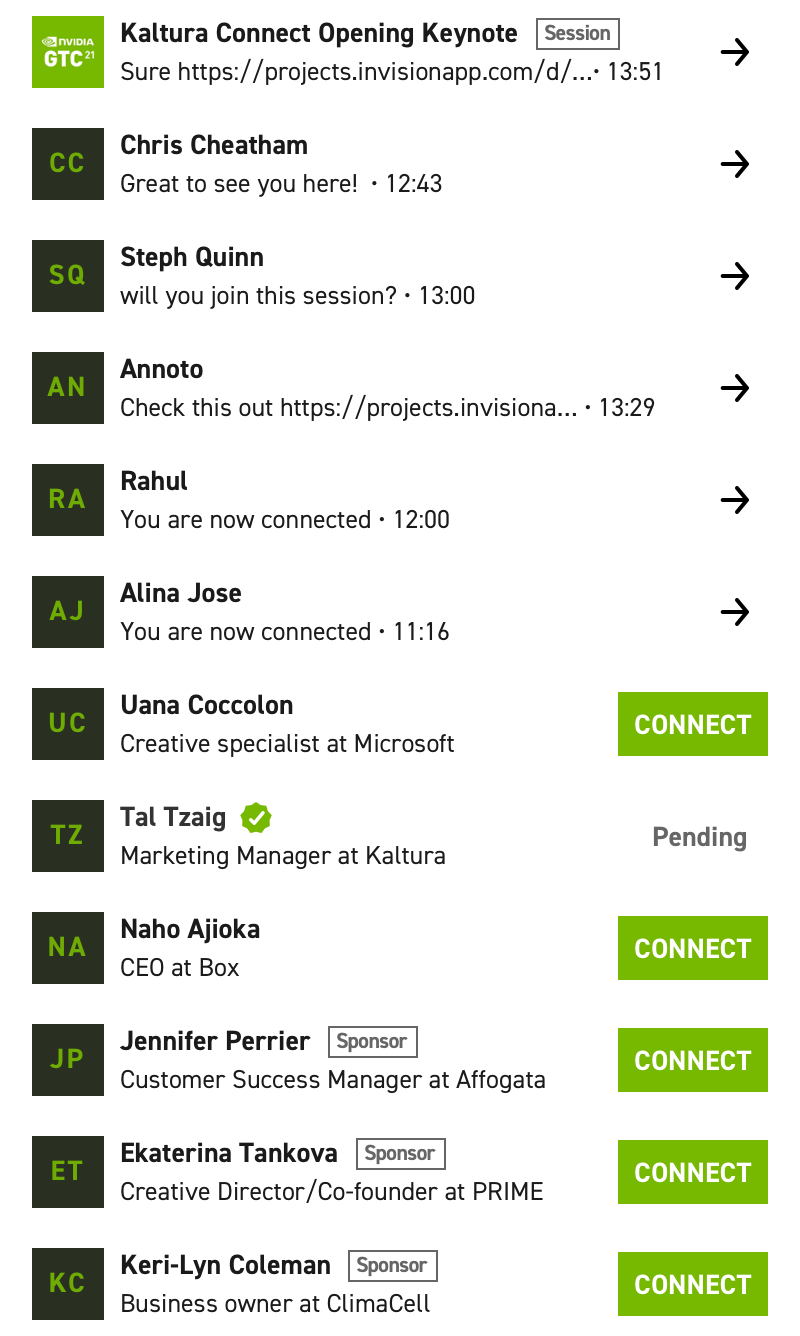 NVIDIA
GTC 21
Kaltura Connect Opening Keynote Session
Sure https://projects.invisionapp.com/d/...• 13:51
CC
Chris Cheatham
Great to see you here! • 12:43
SQ
Steph Quinn
will you join this session? • 13:00
AN
Annoto
Check this out https://projects.invisiona... • 13:29
RA
Rahul
You are now connected • 12:00
AJ
Alina Jose
You are now connected • 11:16
UC
Uana Coccolon
Creative specialist at Microsoft
CONNECT
TZ
Tal Tzaig
Marketing Manager at Kaltura
Pending
NA
Naho Ajioka
CEO at Box
CONNECT
JP
Jennifer Perrier Sponsor
Customer Success Manager at Affogata
CONNECT
ET
Ekaterina Tankova Sponsor
Creative Director/Co-founder at PRIME
CONNECT
KC
Keri-Lyn Coleman Sponsor
Business owner at ClimaCell
CONNECT